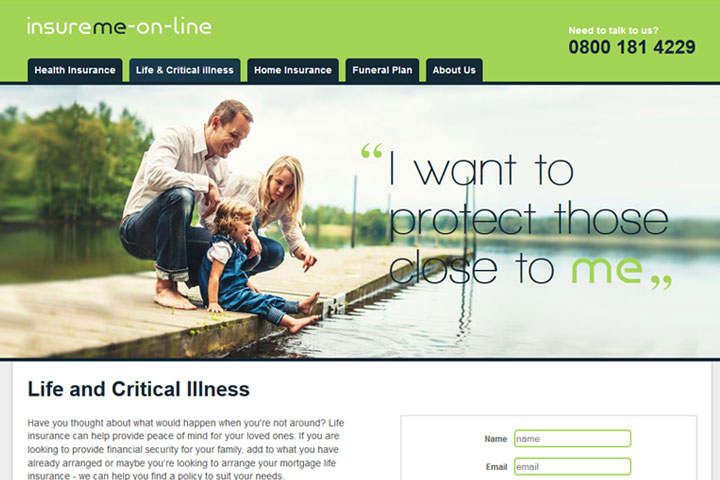 insureme-on-line
Need to talk to us?
0800 181 4229
Health Insurance
Life & Critical illness
Home Insurance
Funeral Plan
About Us
“I want to
protect those
close to me„
Life and Critical Illness
Have you thought about what would happen when you're not around? Life
insurance can help provide peace of mind for your loved ones. If you are
looking to provide financial security for your family, add to what you have
already arranged or maybe you're looking to arrange your mortgage life
insurance - we can help you find a policy to suit your needs.
Name name
Email email